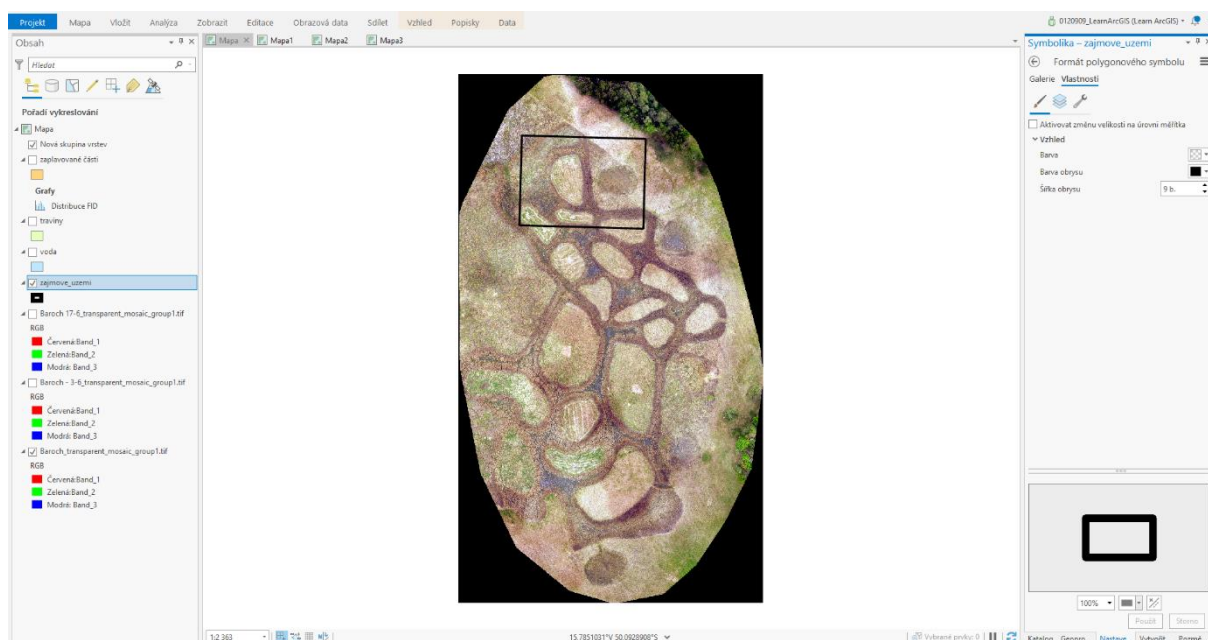 Projekt Mapa Vložit Analýza Zobrazit Editace Obrazová data Sdílet Vzhled Popisky Data
0120909_LearnArcGIS (Learn ArcGIS)
Obsah
Mapa Mapa1 Mapa2 Mapa3
Symbolika – zajmove_uzemi
Hledat
Formát polygonového symbolu
Galerie Vlastnosti
Pořadí vykreslování
Mapa
Nová skupina vrstev
zaplavované části
Grafy
Distribuce FID
traviny
voda
zajmove_uzemi
Baroch 17-6_transparent_mosaic_group1.tif
RGB
Červená:Band_1
Zelená:Band_2
Modrá: Band_3
Baroch - 3-6_transparent_mosaic_group1.tif
RGB
Červená:Band_1
Zelená:Band_2
Modrá: Band_3
Baroch_transparent_mosaic_group1.tif
RGB
Červená:Band_1
Zelená:Band_2
Modrá: Band_3
Aktivovat změnu velikosti na úrovni měřítka
Vzhled
Barva
Barva obrysu
Šířka obrysu 9 b.
100%
Použít Storno
1:2 363
15,7851031°V 50,0928908°S
Vybrané prvky: 0
Katalog Geopro